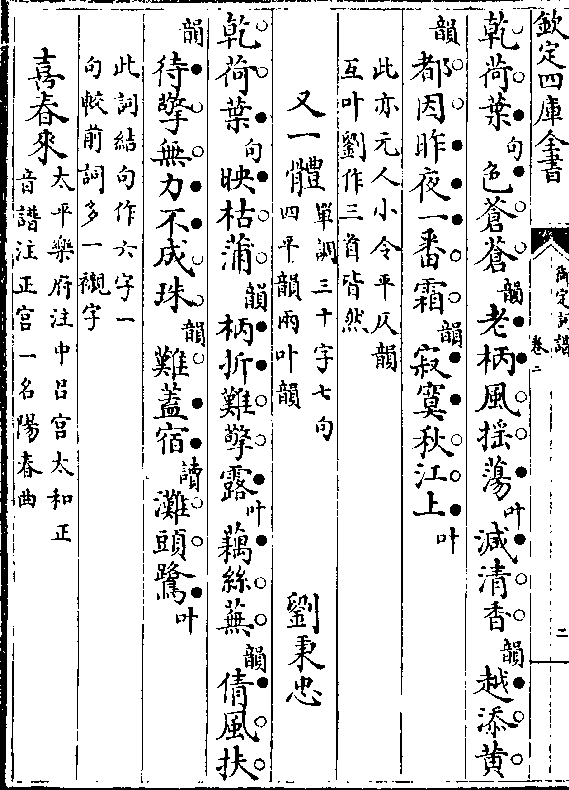 欽定四庫全書
御定詞譜 卷二
二
乾荷葉句色蒼蒼韻老柄風揺蕩叶減清香韻越添黄
韻都因昨夜一番霜韻寂寞秋江上叶
此亦元人小令平仄韻
互叶劉作三首皆然
又一體單調三十字七句
四平韻兩叶韻
劉秉忠
乾荷葉句映枯蒲韻柄折難擎露叶藕絲蕪韻倩風扶
韻待擎無力不成珠韻難蓋宿讀灘頭鷺叶
此詞結句作六字一
句較前詞多一襯字
喜春來太平樂府注中吕宫太和正
音譜注正宫一名陽春曲